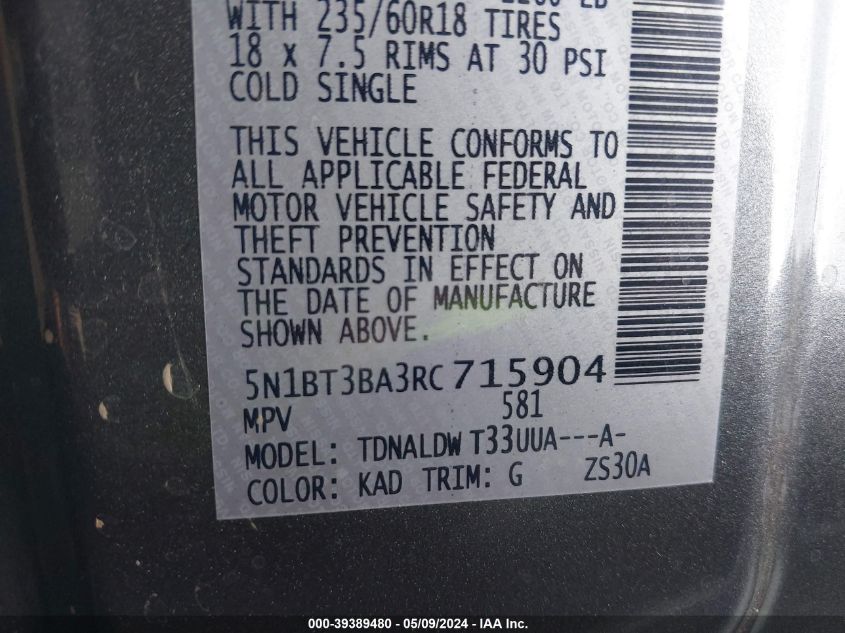 WITH 235/60R18 TIRES
18 x 7.5 RIMS AT 30 PSI
COLD SINGLE
THIS VEHICLE CONFORMS TO
ALL APPLICABLE FEDERAL
MOTOR VEHICLE SAFETY AND
THEFT PREVENTION
STANDARDS IN EFFECT ON
THE DATE OF MANUFACTURE
SHOWN ABOVE.
5N1BT3BA3RC715904
MPV 581
MODEL: TDNALDW T33UUA---A-
COLOR: KAD TRIM: G ZS30A
000-39389480 - 05/09/2024 - IAA Inc.